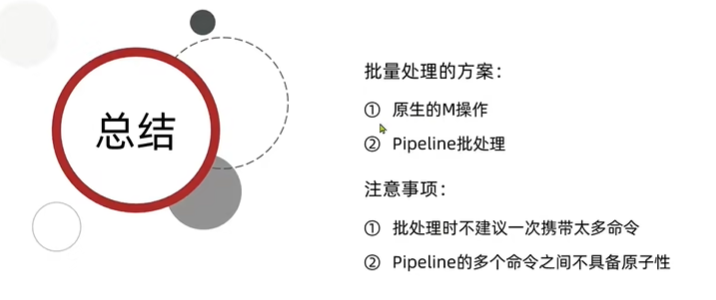 总结
批量处理的方案：
① 原生的M操作
② Pipeline批处理
注意事项：
① 批处理时不建议一次携带太多命令
② Pipeline的多个命令之间不具备原子性